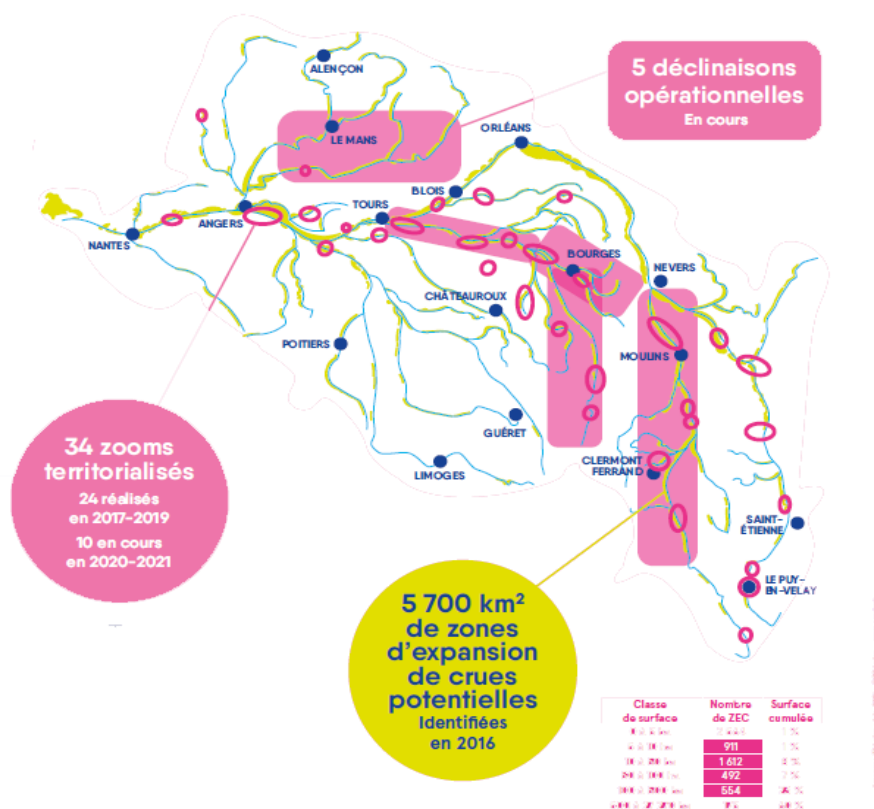 ALENÇON
5 déclinaisons
opérationnelles
En cours
LE MANS
ORLÉANS
BLOIS
TOURS
ANGERS
NANTES
BOURGES
NEVERS
CHÂTEAUROUX
POITIERS
MOULINS
GUÉRET
CLERMONT
FERRAND
LIMOGES
SAINT-
ÉTIENNE
LE PUY-
EN-VELAY
34 zooms
territorialisés
24 réalisés
en 2017-2019
10 en cours
en 2020-2021
5 700 km²
de zones
d'expansion
de crues
potentielles
Identifiées
en 2016
Classe de surface Nombre de ZEC Surface cumulée
911
1 612
492
554